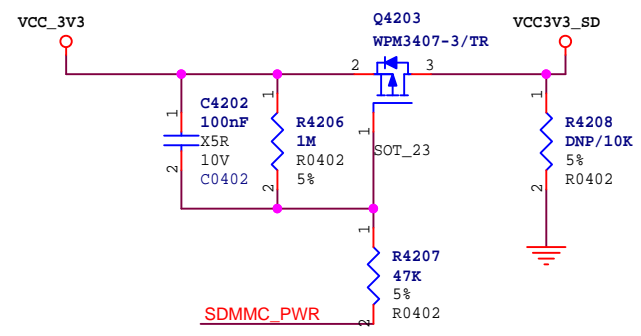 Q4203
VCC_3V3
VCC3V3_SD
WPM3407-3/TR
2
3
1
C4202
100nF
X5R
10V
C0402
2
1
R4206
1M
R0402
5%
2
1
SOT_23
1
R4208
DNP/10K
5%
R0402
2
1
R4207
47K
5%
R0402
2
SDMMC_PWR